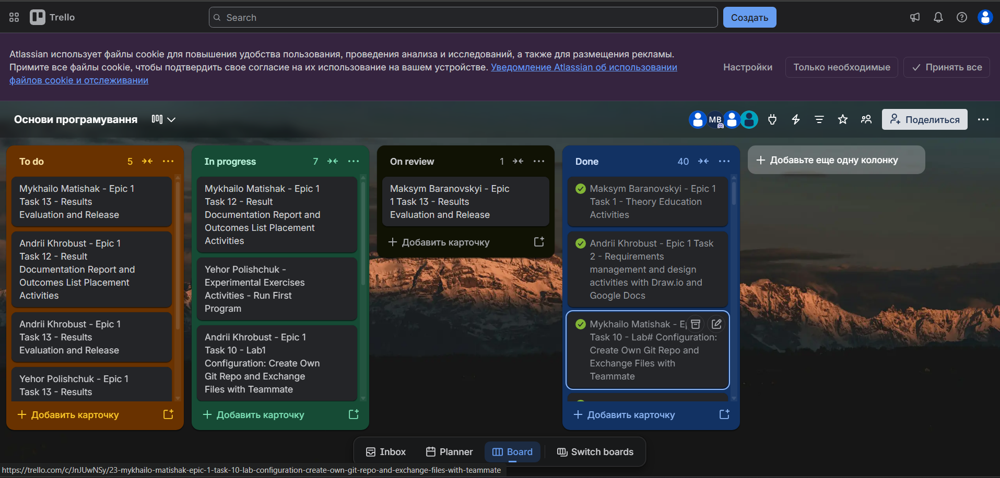 Trello
Search
Создать
Atlassian использует файлы cookie для повышения удобства пользования, проведения анализа и исследований, а также для размещения рекламы.
Примите все файлы cookie, чтобы подтвердить свое согласие на их использование на вашем устройстве. Уведомление Atlassian об использовании
файлов cookie и отслеживании
Настройки
Только необходимые
Принять все
Основи програмування
MB
Поделиться
To do
5
Mykhailo Matishak - Epic 1
Task 13 - Results
Evaluation and Release
Andrii Khrobust - Epic 1
Task 12 - Result
Documentation Report and
Outcomes List Placement
Activities
Andrii Khrobust - Epic 1
Task 13 - Results
Evaluation and Release
Yehor Polishchuk - Epic 1
Task 13 - Results
Добавить карточку
In progress
7
Mykhailo Matishak - Epic 1
Task 12 - Result
Documentation Report and
Outcomes List Placement
Activities
Yehor Polishchuk -
Experimental Exercises
Activities - Run First
Program
Andrii Khrobust - Epic 1
Task 10 - Lab1
Configuration: Create Own
Git Repo and Exchange
Files with Teammate
Добавить карточку
On review
1
Maksym Baranovskyi - Epic
1 Task 13 - Results
Evaluation and Release
Добавить карточку
Done
40
Maksym Baranovskyi - Epic 1
Task 1 - Theory Education
Activities
Andrii Khrobust - Epic 1 Task
2 - Requirements
management and design
activities with Draw.io and
Google Docs
Mykhailo Matishak -
Task 10 - Lab# Configuration:
Create Own Git Repo and
Exchange Files with
Teammate
Добавить карточку
Добавьте еще одну колонку
Inbox
Planner
Board
Switch boards
https://trello.com/c/JnJUwNSy/23-mykhailo-matishak-epic-1-task-10-lab-configuration-create-own-git-repo-and-exchange-files-with-teammate